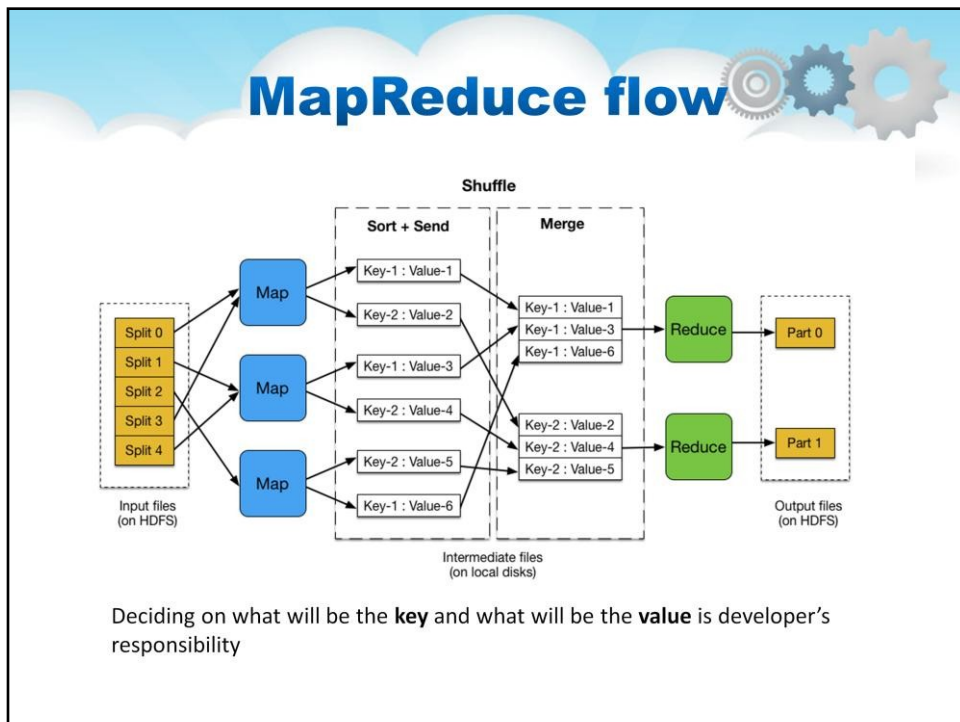 MapReduce flow
Shuffle
Sort + Send
Merge
Split 0
Split 1
Split 2
Split 3
Split 4
Input files
(on HDFS)
Map
Map
Map
Key-1 : Value-1
Key-2 : Value-2
Key-1 : Value-3
Key-2 : Value-4
Key-2 : Value-5
Key-1 : Value-6
Key-1 : Value-1
Key-1 : Value-3
Key-1 : Value-6
Key-2 : Value-2
Key-2 : Value-4
Key-2 : Value-5
Intermediate files
(on local disks)
Reduce
Reduce
Part 0
Part 1
Output files
(on HDFS)
Deciding on what will be the key and what will be the value is developer’s
responsibility